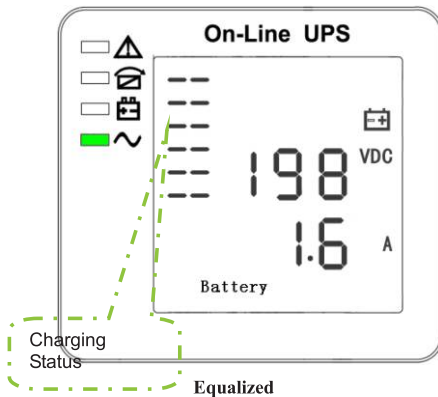 On-Line UPS
198 VDC
1.6 A
Battery
Charging
Status
Equalized